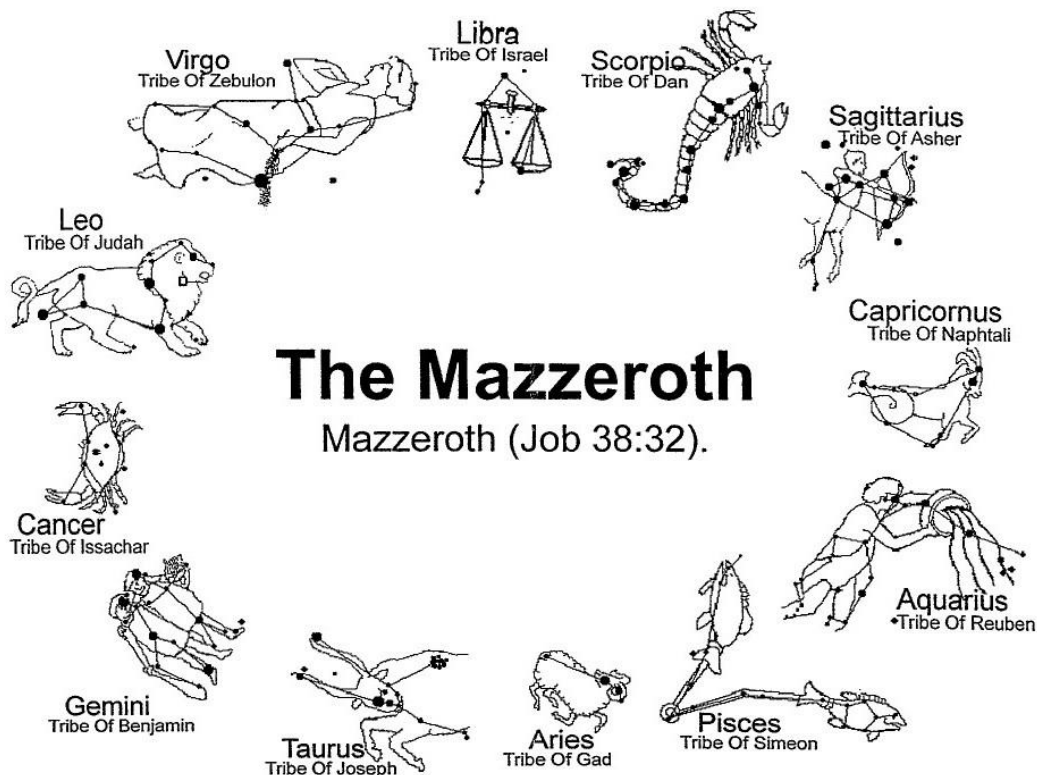 Libra
Tribe Of Israel
Virgo
Tribe Of Zebulon
Scorpio
Tribe Of Dan
Sagittarius
Tribe Of Asher
Leo
Tribe Of Judah
Capricornus
Tribe Of Naphtali
The Mazzeroth
Mazzeroth (Job 38:32).
Cancer
Tribe Of Issachar
Aquarius
Tribe Of Reuben
Gemini
Tribe Of Benjamin
Taurus
Tribe Of Joseph
Aries
Tribe Of Gad
Pisces
Tribe Of Simeon